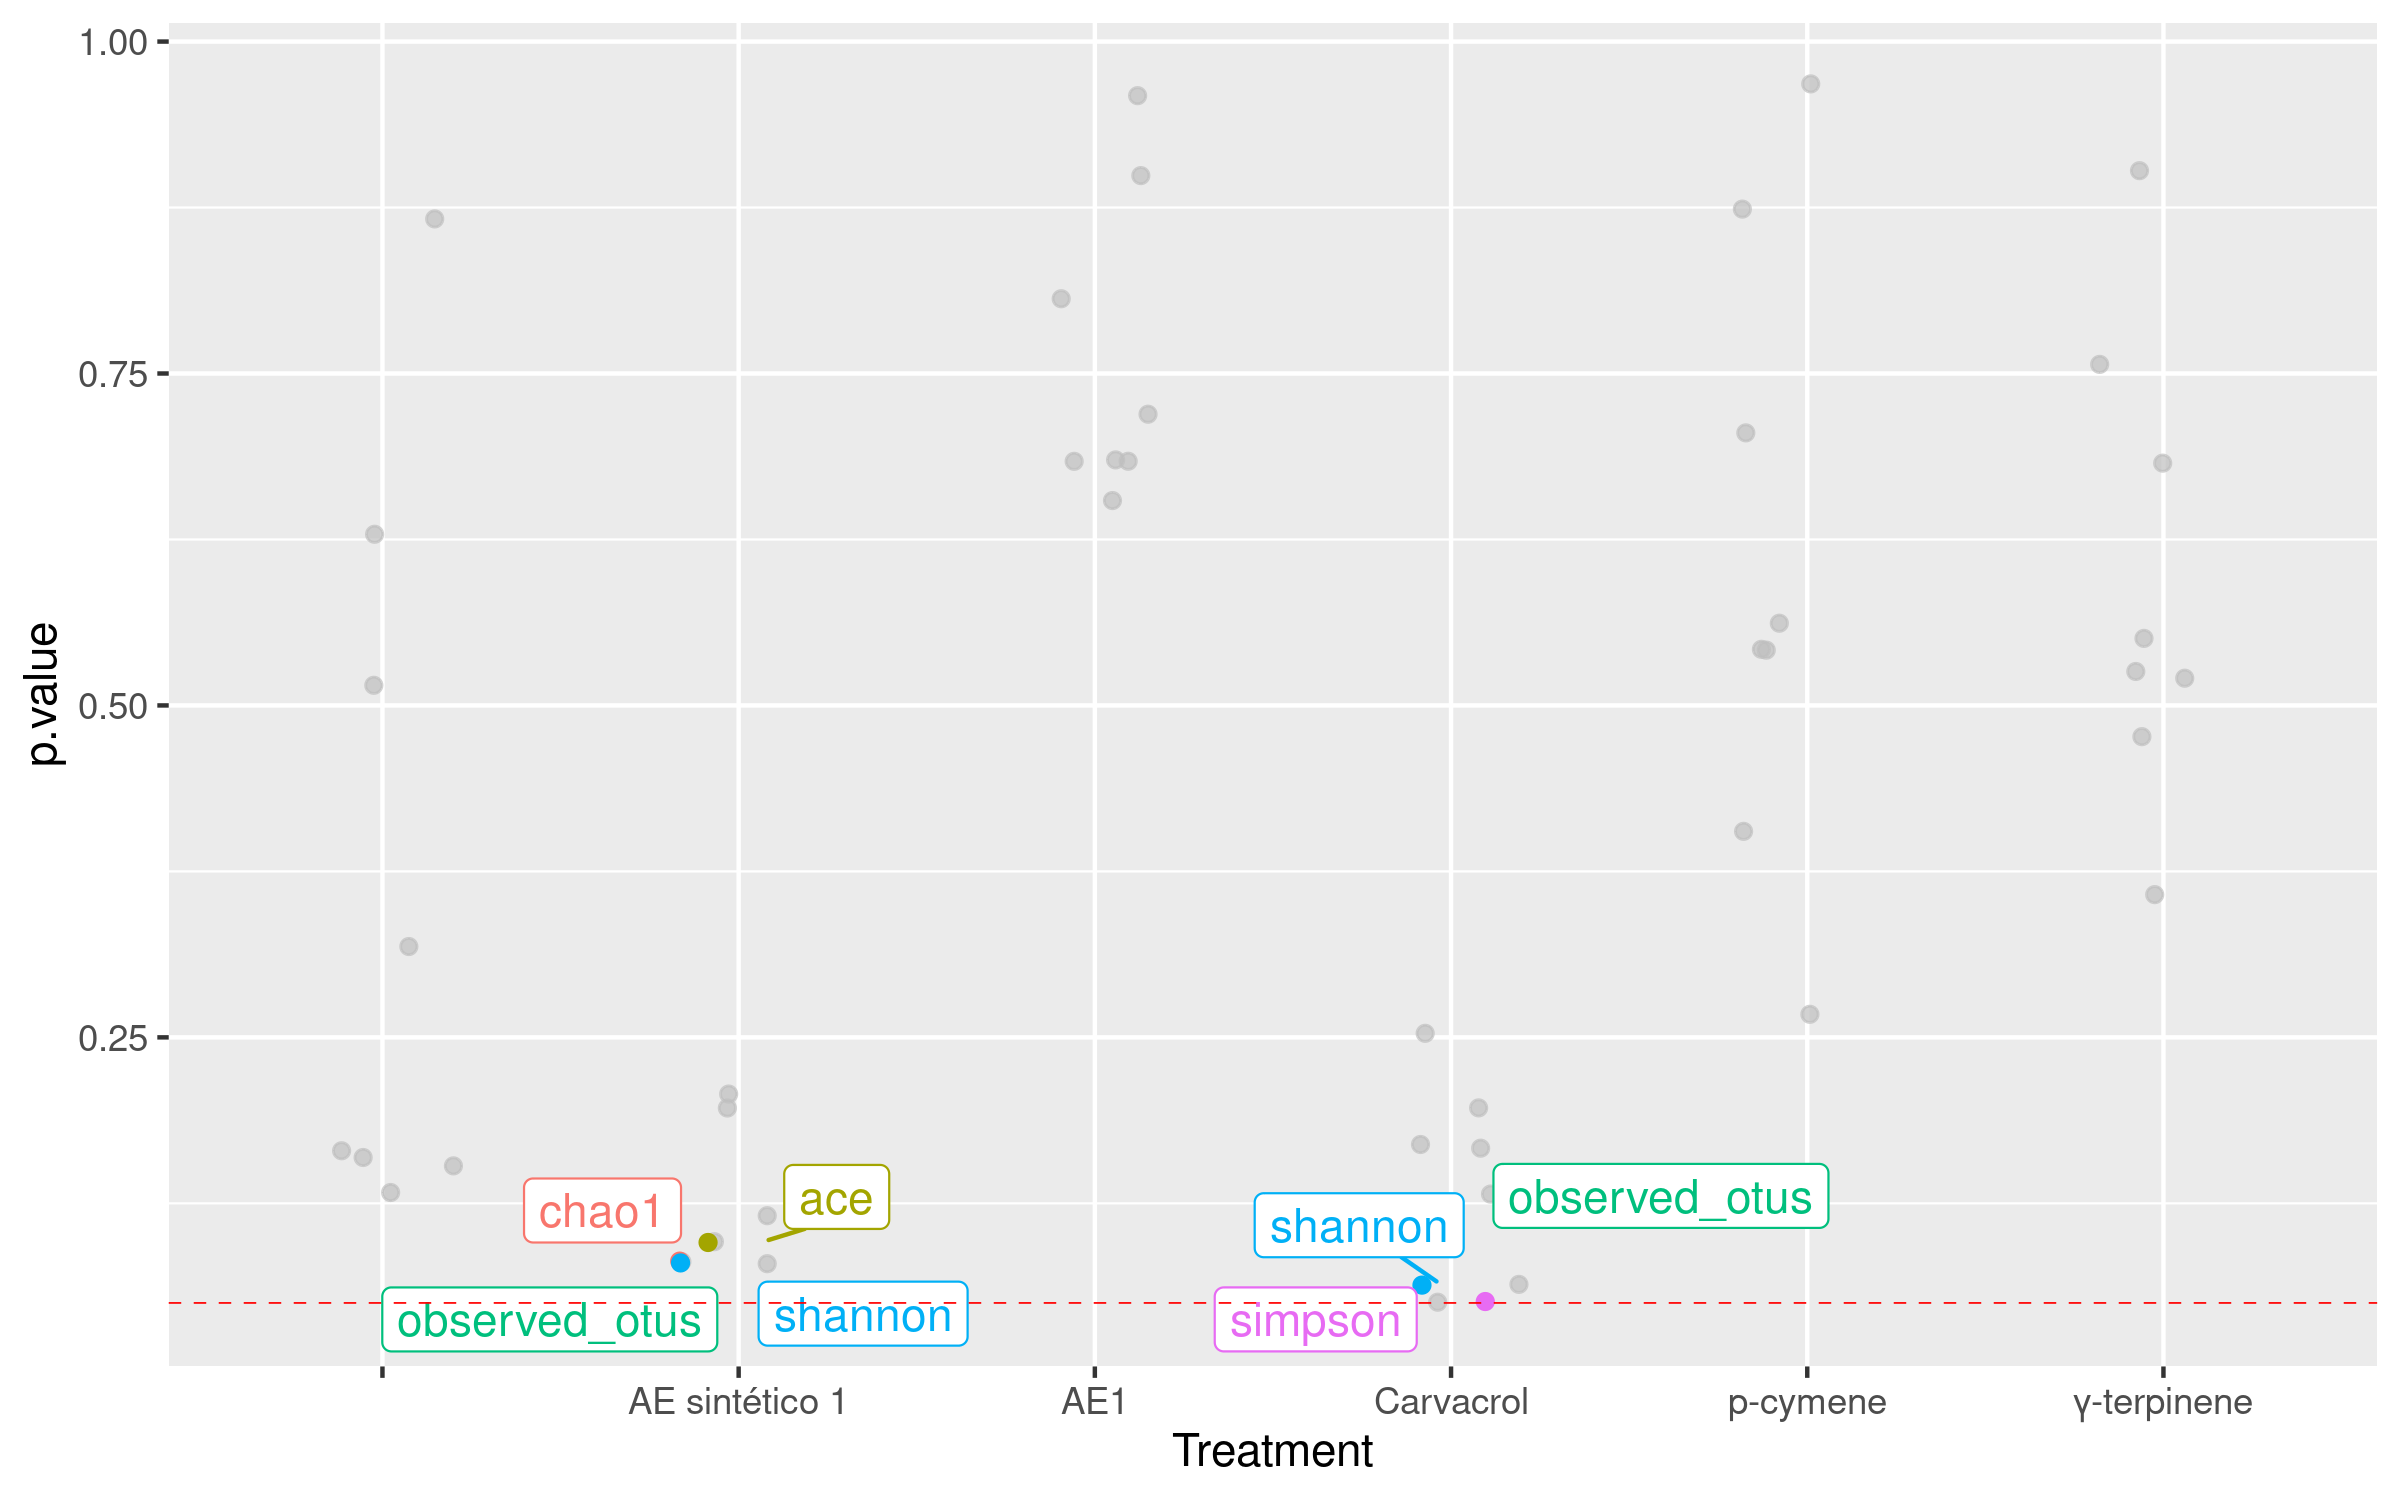 1.00
0.75
0.50
0.25
p.value
chao1
ace
observed_otus
shannon
observed_otus
shannon
simpson
AE sintético 1
AE1
Carvacrol
p-cymene
γ-terpinene
Treatment